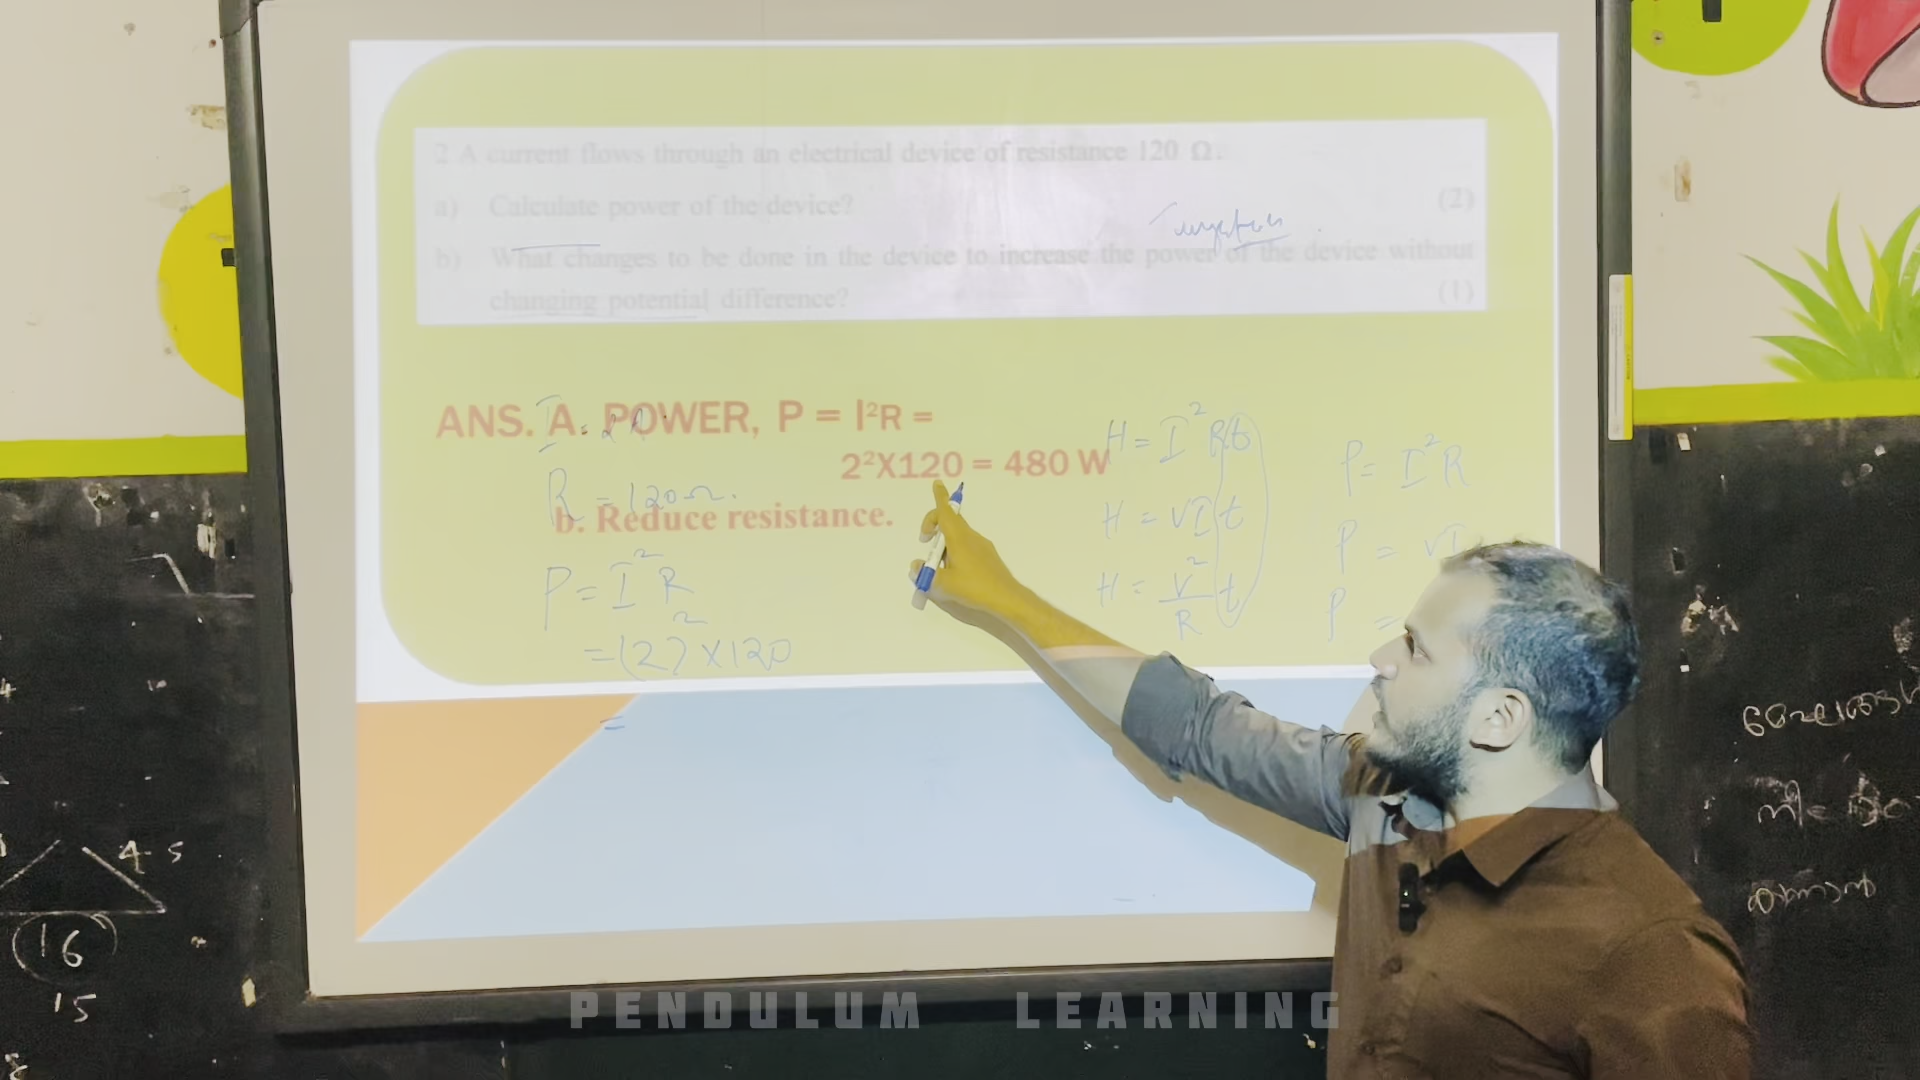 2 A current flows through an electrical device of resistance 120 Ω.
a) Calculate power of the device? (2)
b) What changes to be done in the device to increase the power of the device without
changing potential difference? (1)
ANS. A. POWER, P = I²R =
2²X120 = 480 W
b. Reduce resistance.
R = 120Ω.
P = I²R
= (2)² X 120
=
H = I²Rt
H = VIt
H = V²/R t
P = I²R
P = VI
P =
4
4 5
16
15
PENDULUM LEARNING